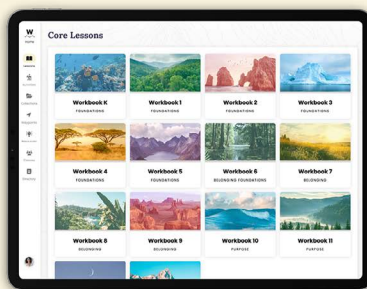 W
Core Lessons
Workbook K
FOUNDATIONS
Workbook 1
FOUNDATIONS
Workbook 2
FOUNDATIONS
Workbook 3
FOUNDATIONS
Workbook 4
FOUNDATIONS
Workbook 5
FOUNDATIONS
Workbook 6
BELONGING FOUNDATIONS
Workbook 7
BELONGING
Workbook 8
BELONGING
Workbook 9
BELONGING
Workbook 10
PURPOSE
Workbook 11
PURPOSE